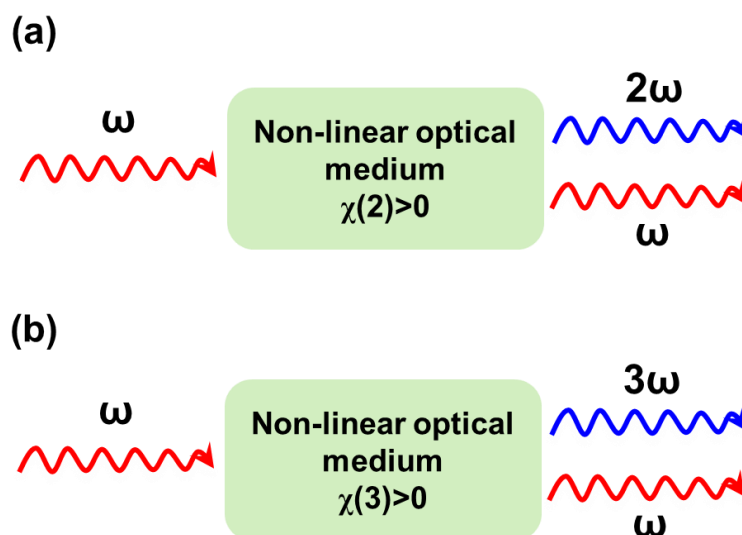 (a)
ω
Non-linear optical
medium
χ(2)>0
2ω
ω
(b)
ω
Non-linear optical
medium
χ(3)>0
3ω
ω